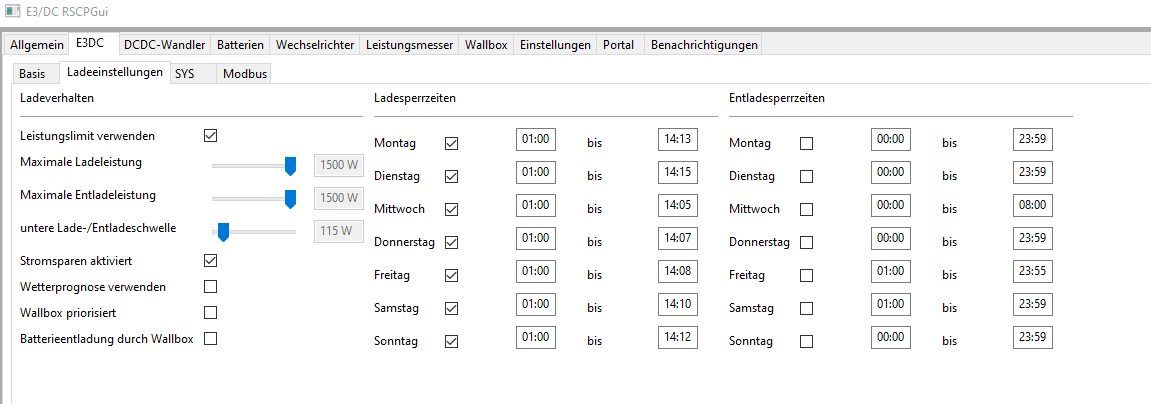 E3/DC RSCPGui
Allgemein E3DC DCDC-Wandler Batterien Wechselrichter Leistungsmesser Wallbox Einstellungen Portal Benachrichtigungen
Basis Ladeeinstellungen SYS Modbus
Ladeverhalten
Leistungslimit verwenden
Maximale Ladeleistung 1500 W
Maximale Entladeleistung 1500 W
untere Lade-/Entladeschwelle 115 W
Stromsparen aktiviert
Wetterprognose verwenden
Wallbox priorisiert
Batterieentladung durch Wallbox
Ladesperrzeiten
Montag 01:00 bis 14:13
Dienstag 01:00 bis 14:15
Mittwoch 01:00 bis 14:05
Donnerstag 01:00 bis 14:07
Freitag 01:00 bis 14:08
Samstag 01:00 bis 14:10
Sonntag 01:00 bis 14:12
Entladesperrzeiten
Montag 00:00 bis 23:59
Dienstag 00:00 bis 23:59
Mittwoch 00:00 bis 08:00
Donnerstag 00:00 bis 23:59
Freitag 01:00 bis 23:55
Samstag 01:00 bis 23:59
Sonntag 00:00 bis 23:59